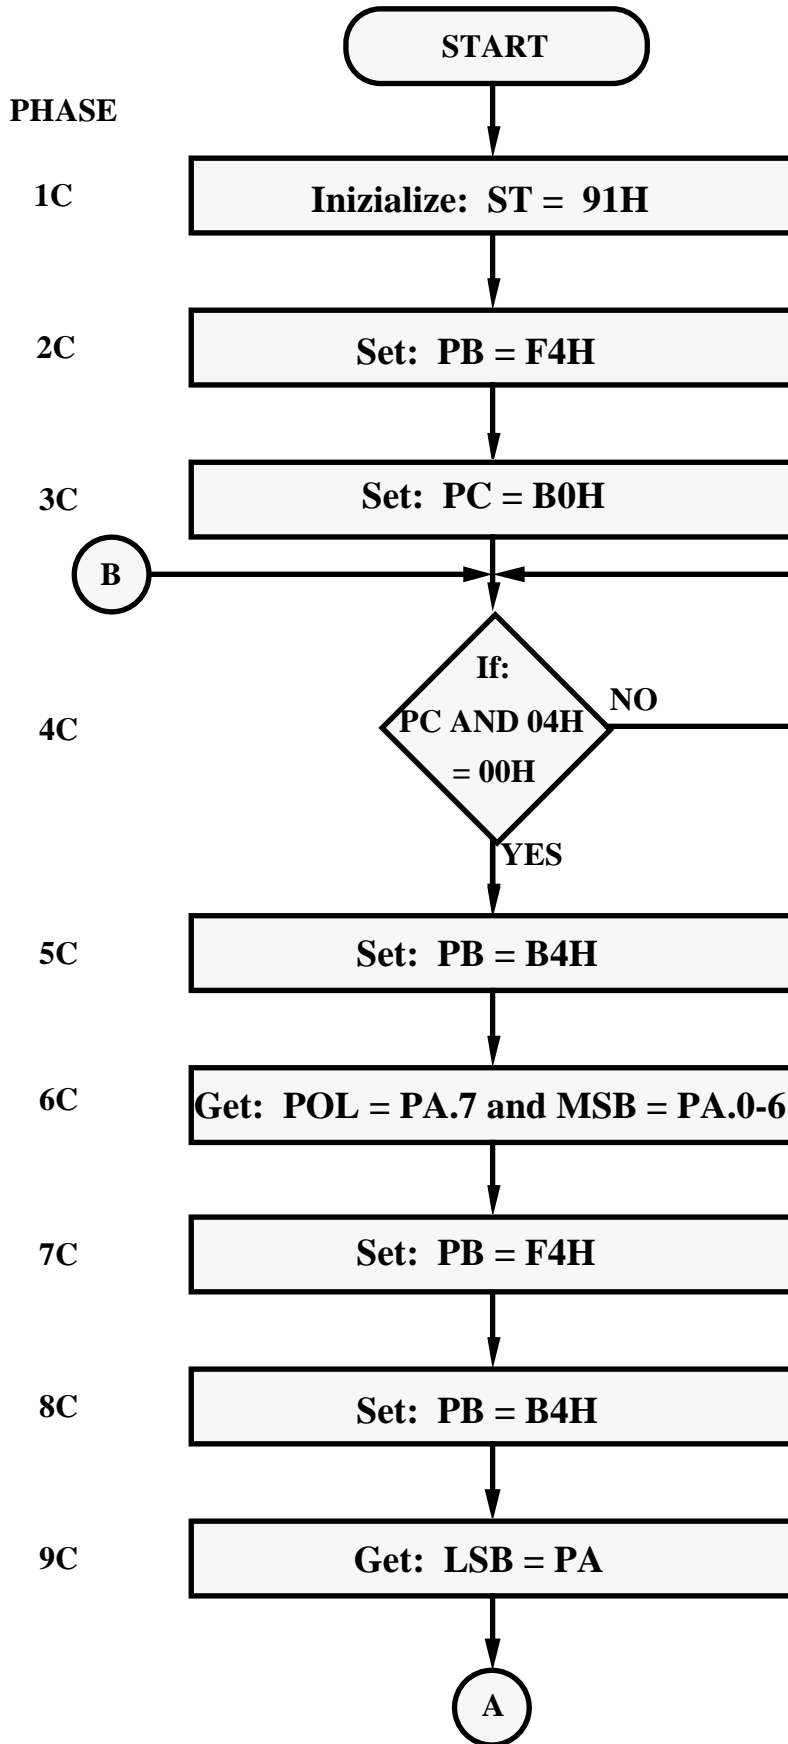 START
PHASE
1C
Inizialize: ST = 91H
2C
Set: PB = F4H
3C
Set: PC = B0H
B
If:
PC AND 04H
= 00H
NO
4C
YES
5C
Set: PB = B4H
6C
Get: POL = PA.7 and MSB = PA.0-6
7C
Set: PB = F4H
8C
Set: PB = B4H
9C
Get: LSB = PA
A